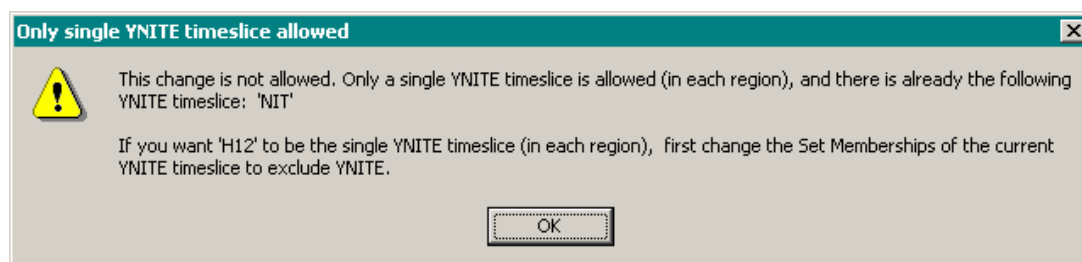 Only single YNITE timeslice allowed
This change is not allowed. Only a single YNITE timeslice is allowed (in each region), and there is already the following
YNITE timeslice: 'NIT'
If you want 'H12' to be the single YNITE timeslice (in each region), first change the Set Memberships of the current
YNITE timeslice to exclude YNITE.
OK